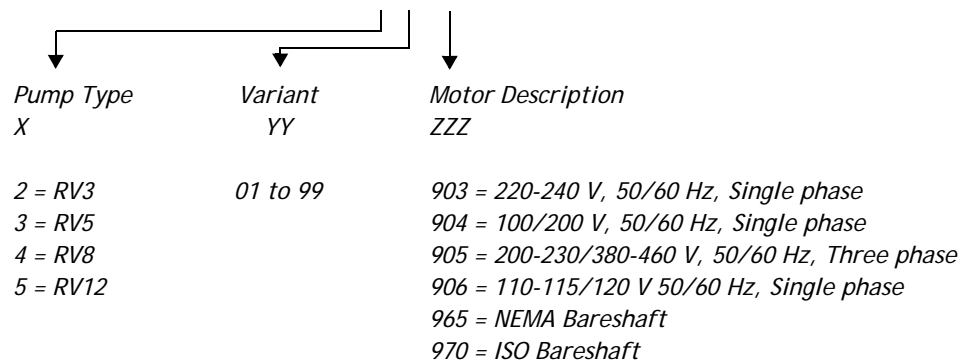 Pump Type Variant Motor Description
X YY ZZZ
2 = RV3 01 to 99 903 = 220-240 V, 50/60 Hz, Single phase
3 = RV5 904 = 100/200 V, 50/60 Hz, Single phase
4 = RV8 905 = 200-230/380-460 V, 50/60 Hz, Three phase
5 = RV12 906 = 110-115/120 V 50/60 Hz, Single phase
965 = NEMA Bareshaft
970 = ISO Bareshaft